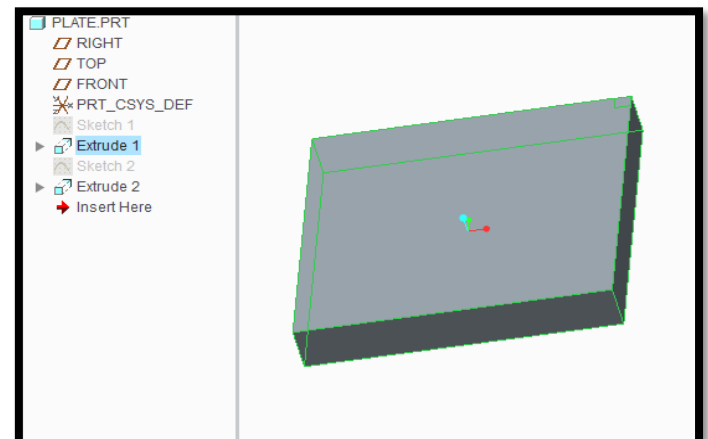 PLATE.PRT
RIGHT
TOP
FRONT
PRT_CSYS_DEF
Sketch 1
Extrude 1
Sketch 2
Extrude 2
Insert Here